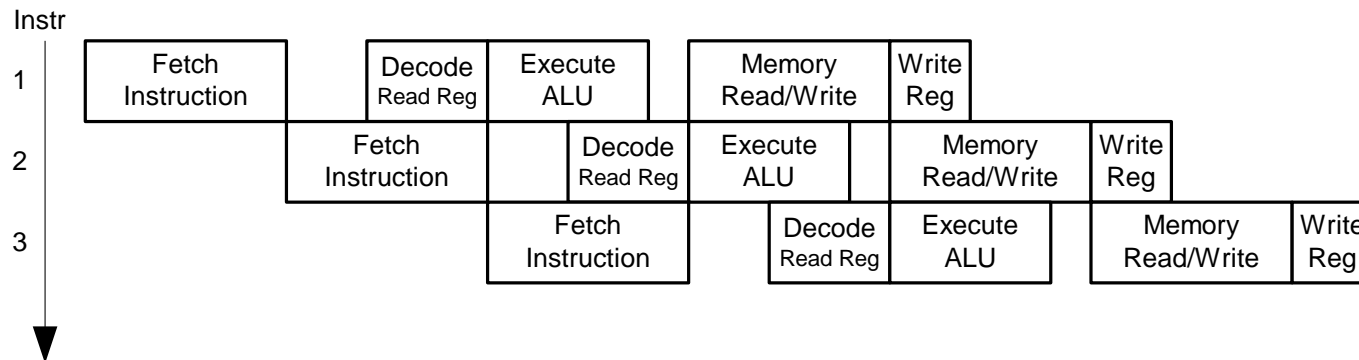 Instr
1
Fetch
Instruction
Decode
Read Reg
Execute
ALU
Memory
Read/Write
Write
Reg
2
Fetch
Instruction
Decode
Read Reg
Execute
ALU
Memory
Read/Write
Write
Reg
3
Fetch
Instruction
Decode
Read Reg
Execute
ALU
Memory
Read/Write
Write
Reg